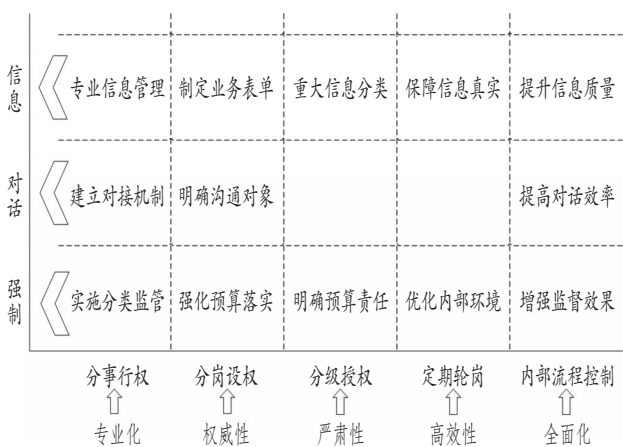 信息
专业信息管理 制定业务表单 重大信息分类 保障信息真实 提升信息质量
对话
建立对接机制 明确沟通对象 提高对话效率
强制
实施分类监管 强化预算落实 明确预算责任 优化内部环境 增强监督效果
分事行权 分岗设权 分级授权 定期轮岗 内部流程控制
专业化 权威性 严肃性 高效性 全面化